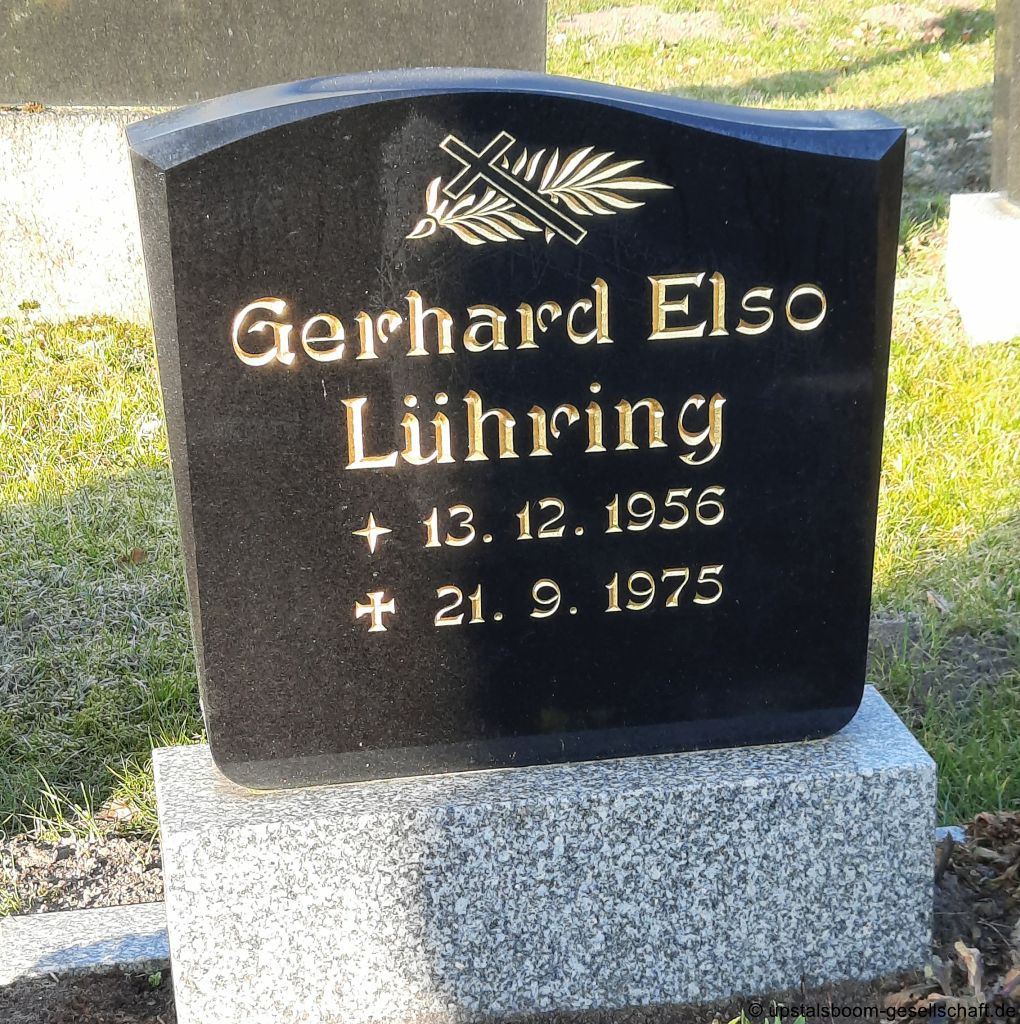 Gerhard Elso
Lühring
13. 12. 1956
21. 9. 1975
© upstalsboom-gesellschaft.de